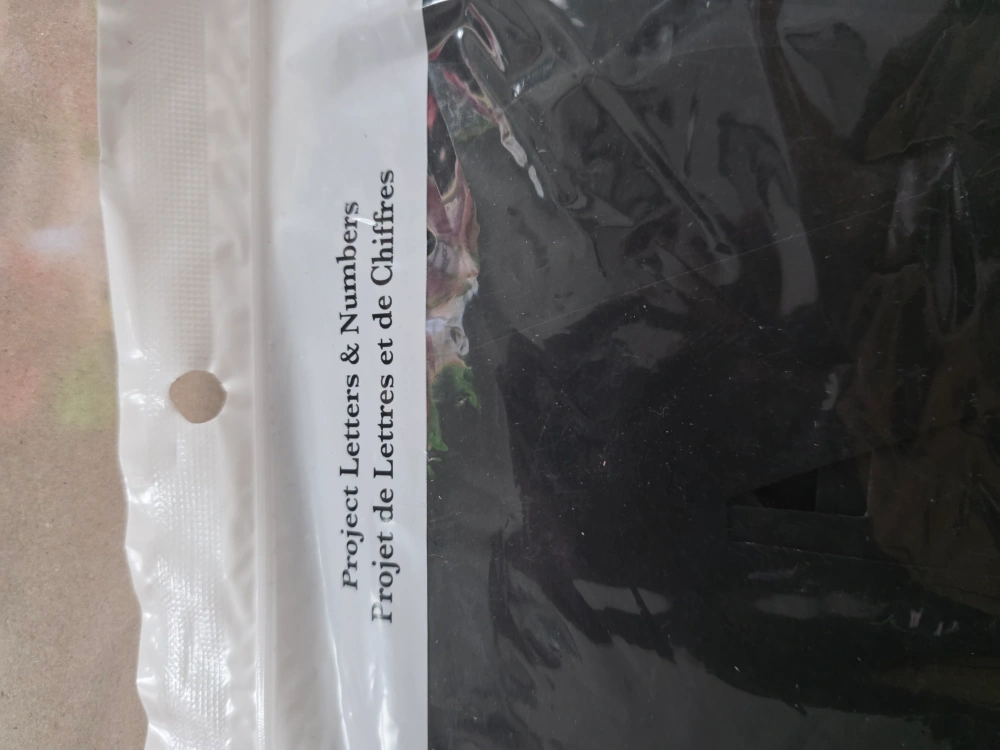 Project Letters & Numbers
Projet de Lettres et de Chiffres